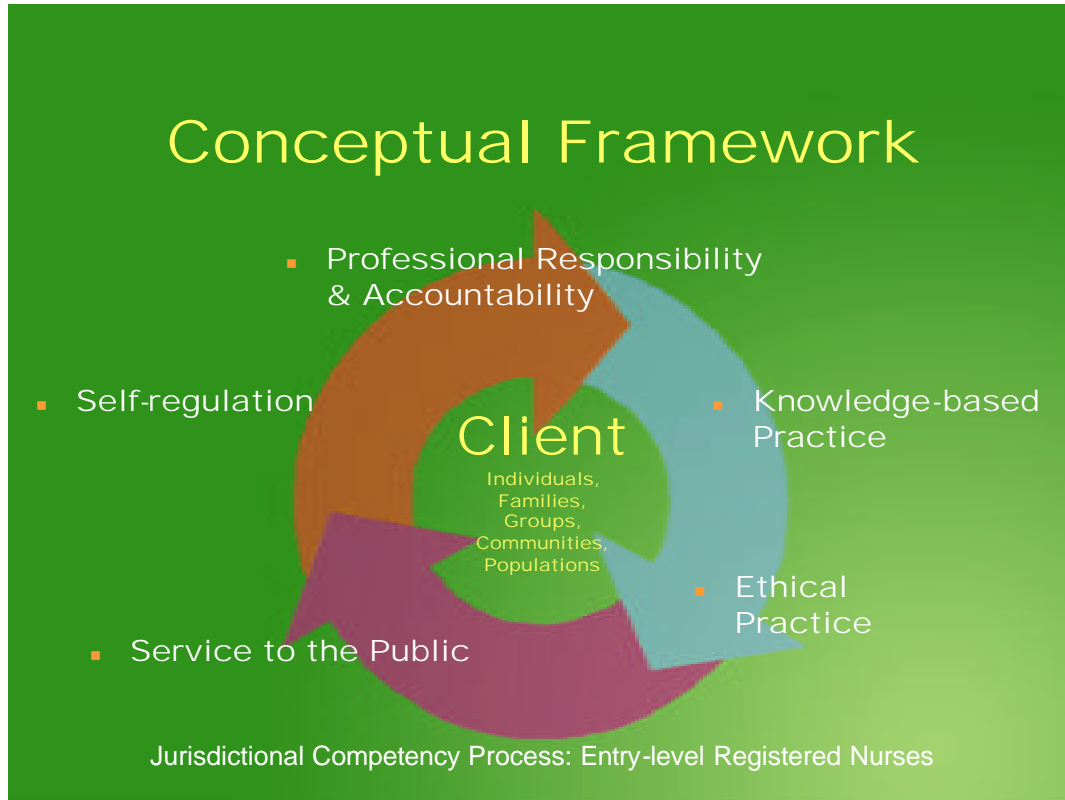 Conceptual Framework
▪ Professional Responsibility
& Accountability
▪ Self-regulation
▪ Knowledge-based
Practice
Client
Individuals,
Families,
Groups,
Communities,
Populations
▪ Ethical
Practice
▪ Service to the Public
Jurisdictional Competency Process: Entry-level Registered Nurses